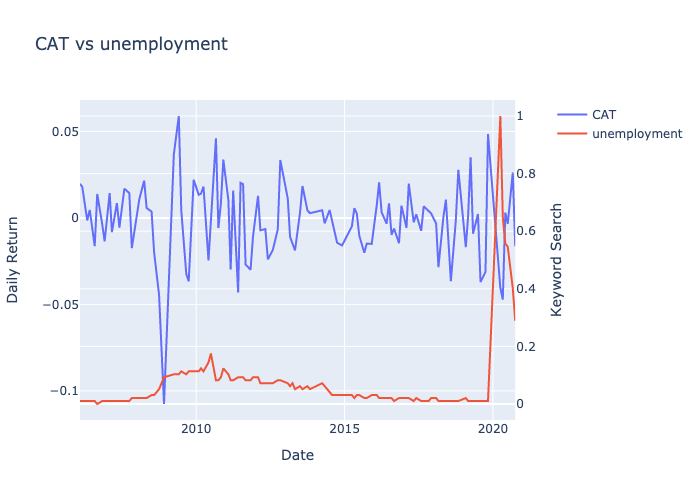 CAT vs unemployment
CAT
unemployment
0.05
0
−0.05
−0.1
1
0.8
0.6
0.4
0.2
0
2010
2015
2020
Date
Daily Return
Keyword Search